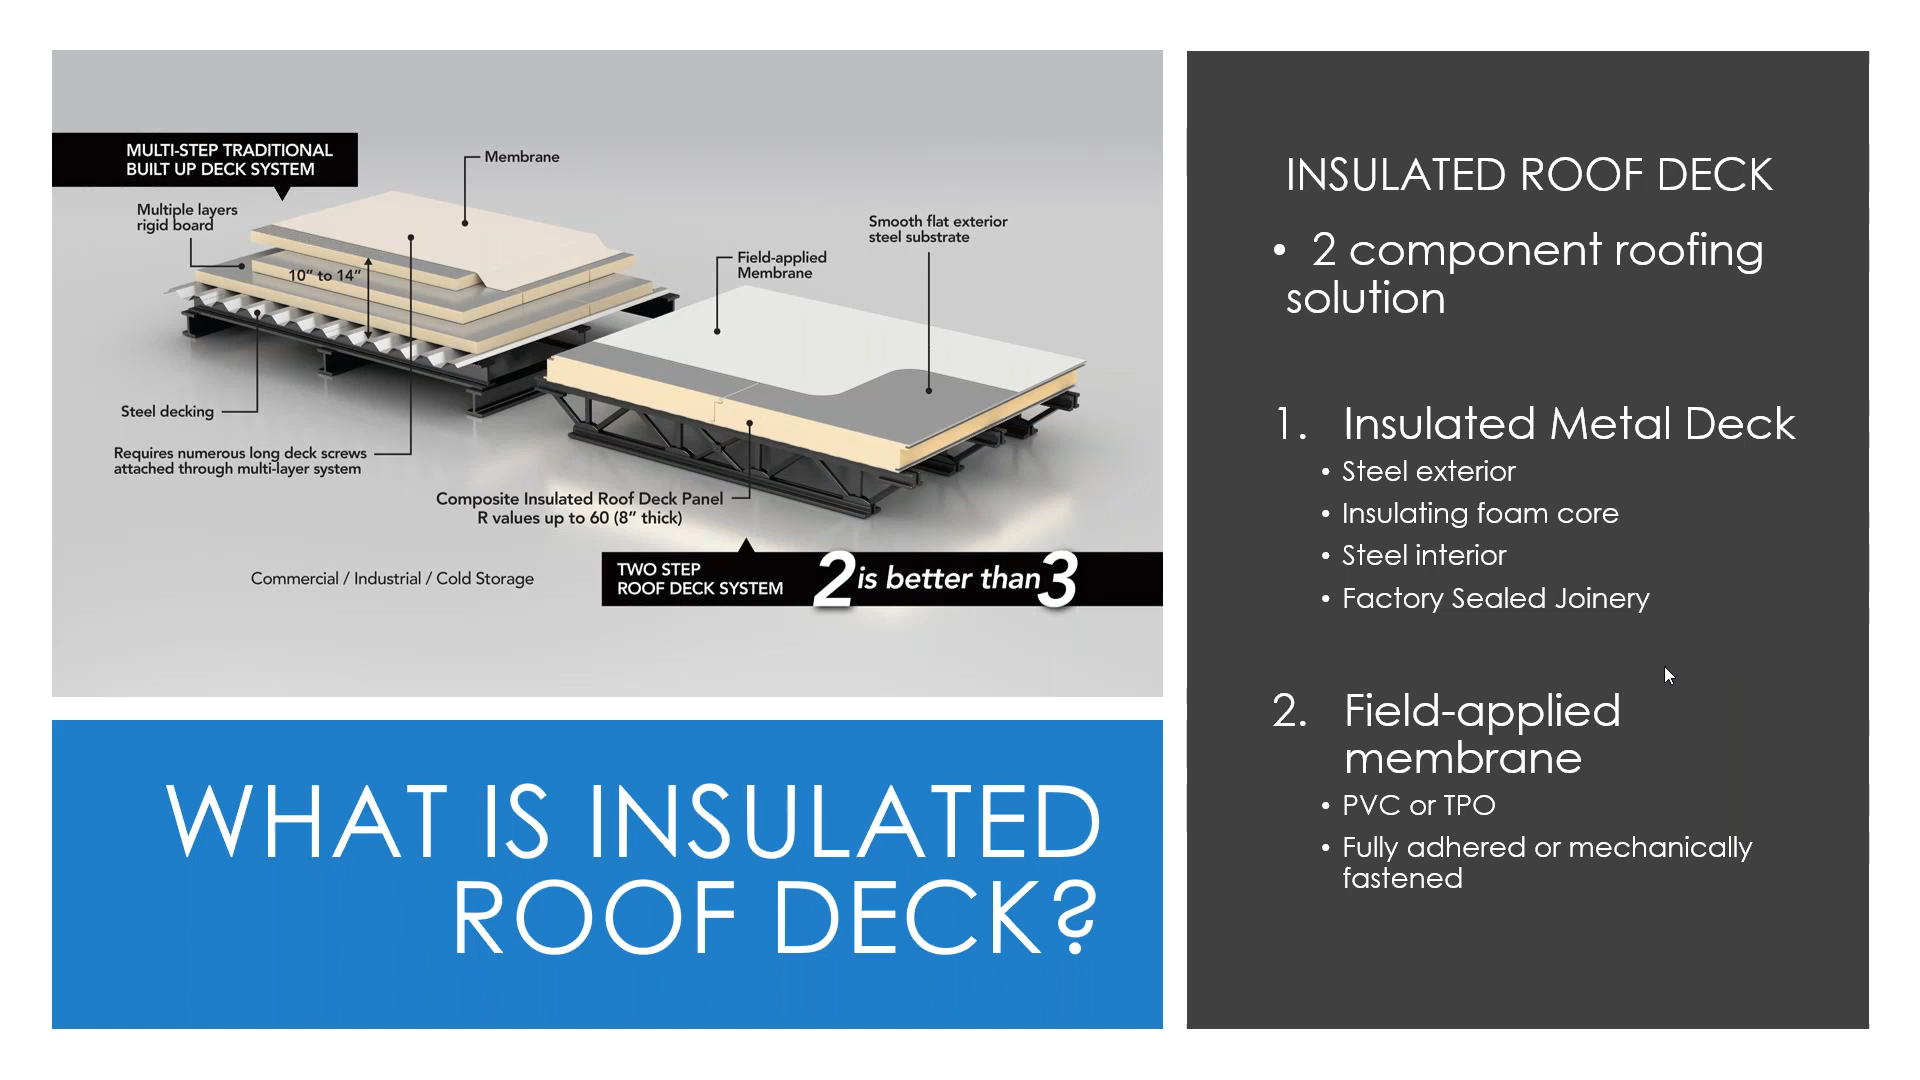 MULTI-STEP TRADITIONAL
BUILT UP DECK SYSTEM
Membrane
Multiple layers
rigid board
10” to 14”
Steel decking
Requires numerous long deck screws
attached through multi-layer system
Smooth flat exterior
steel substrate
Field-applied
Membrane
Composite Insulated Roof Deck Panel
R values up to 60 (8” thick)
Commercial / Industrial / Cold Storage
TWO STEP
ROOF DECK SYSTEM
2 is better than 3
WHAT IS INSULATED
ROOF DECK?
INSULATED ROOF DECK
• 2 component roofing
solution
1. Insulated Metal Deck
• Steel exterior
• Insulating foam core
• Steel interior
• Factory Sealed Joinery
2. Field-applied
membrane
• PVC or TPO
• Fully adhered or mechanically
fastened